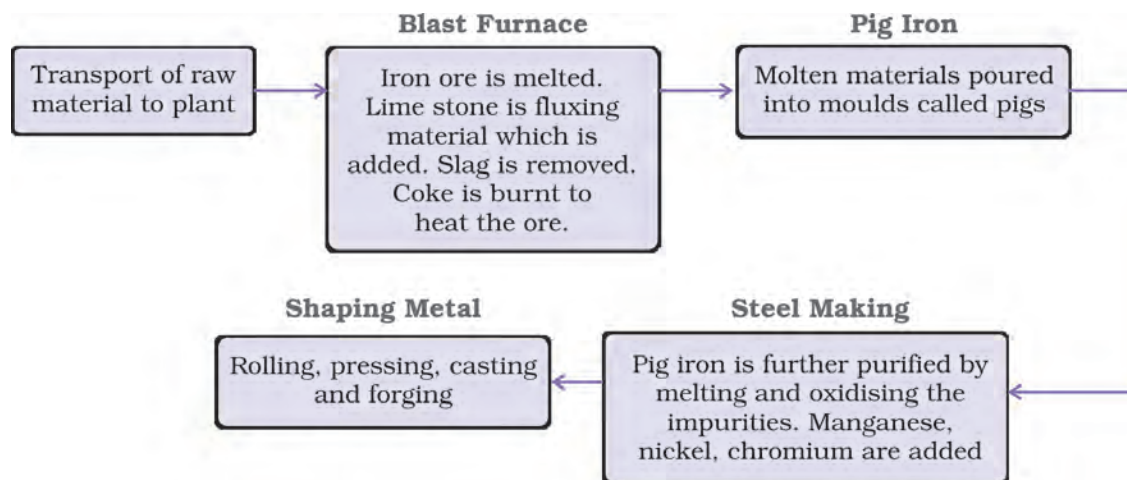 Blast Furnace
Pig Iron
Transport of raw
material to plant
Iron ore is melted.
Lime stone is fluxing
material which is
added. Slag is removed.
Coke is burnt to
heat the ore.
Molten materials poured
into moulds called pigs
Shaping Metal
Steel Making
Rolling, pressing, casting
and forging
Pig iron is further purified by
melting and oxidising the
impurities. Manganese,
nickel, chromium are added